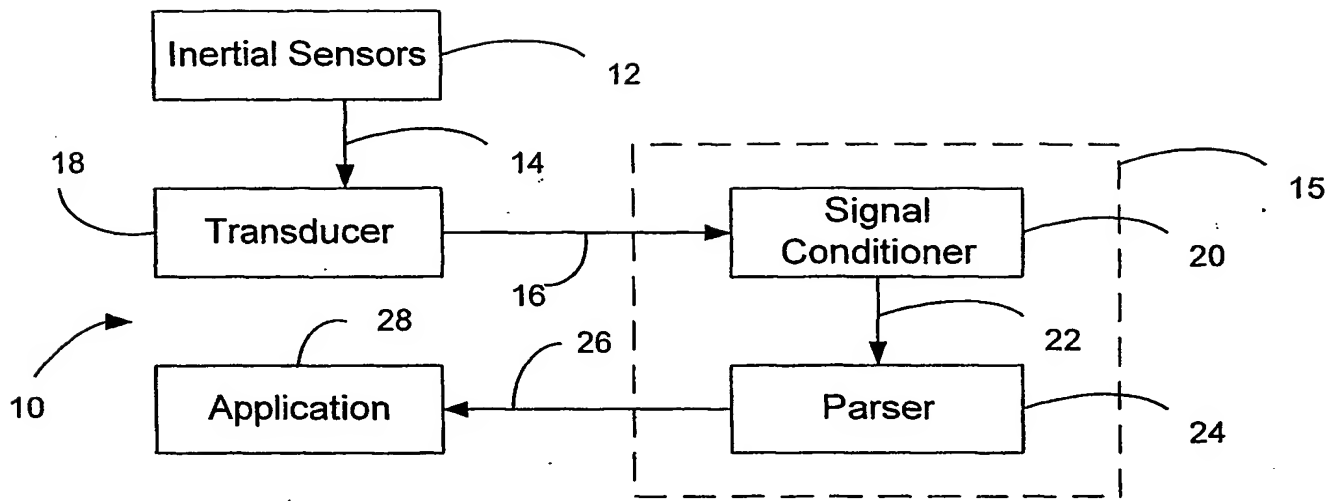 Inertial Sensors
12
14
18
15
Transducer
Signal
Conditioner
20
16
28
26
22
10
Application
Parser
24